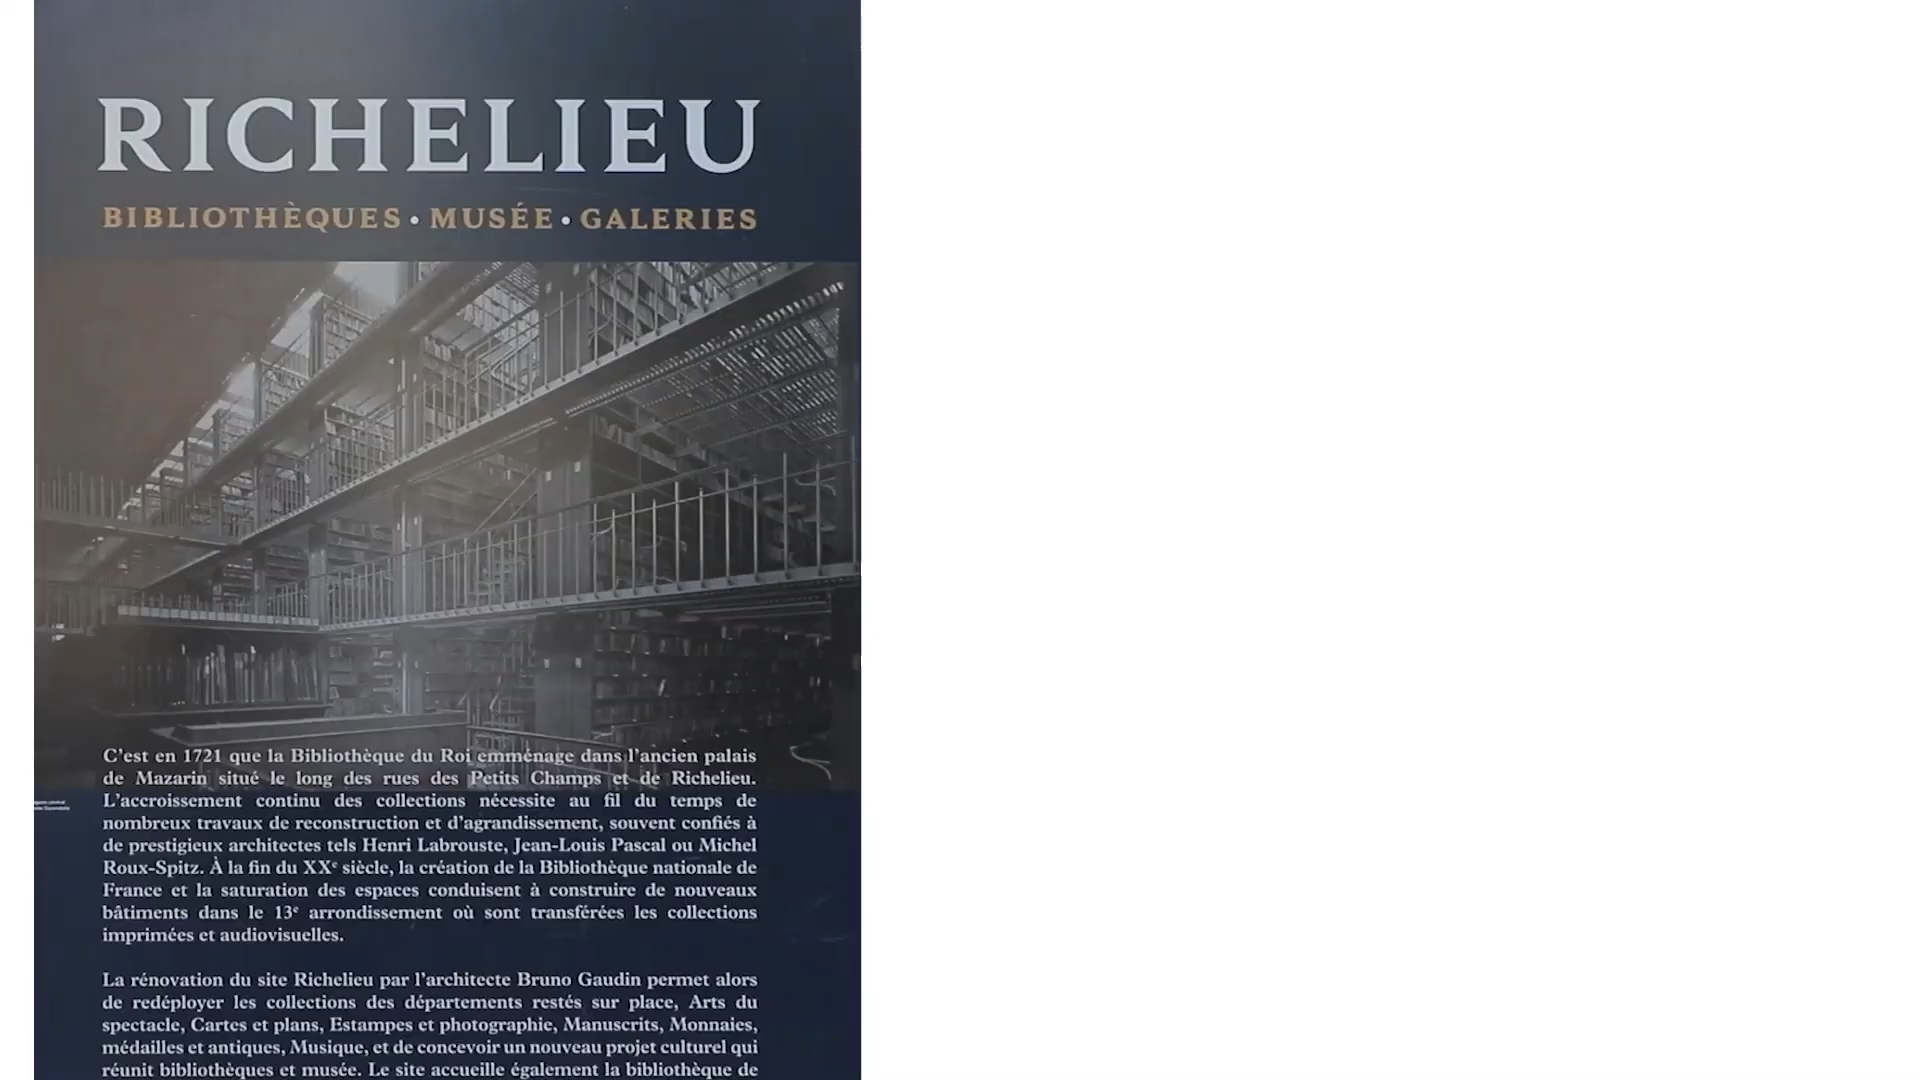 RICHELIEU
BIBLIOTHÈQUES • MUSÉE • GALERIES
C’est en 1721 que la Bibliothèque du Roi emménage dans l’ancien palais
de Mazarin situé le long des rues des Petits Champs et de Richelieu.
L’accroissement continu des collections nécessite au fil du temps de
nombreux travaux de reconstruction et d’agrandissement, souvent confiés à
de prestigieux architectes tels Henri Labrouste, Jean-Louis Pascal ou Michel
Roux-Spitz. À la fin du XXᵉ siècle, la création de la Bibliothèque nationale de
France et la saturation des espaces conduisent à construire de nouveaux
bâtiments dans le 13ᵉ arrondissement où sont transférées les collections
imprimées et audiovisuelles.
La rénovation du site Richelieu par l’architecte Bruno Gaudin permet alors
de redéployer les collections des départements restés sur place, Arts du
spectacle, Cartes et plans, Estampes et photographie, Manuscrits, Monnaies,
médailles et antiques, Musique, et de concevoir un nouveau projet culturel qui
réunit bibliothèques et musée. Le site accueille également la bibliothèque de